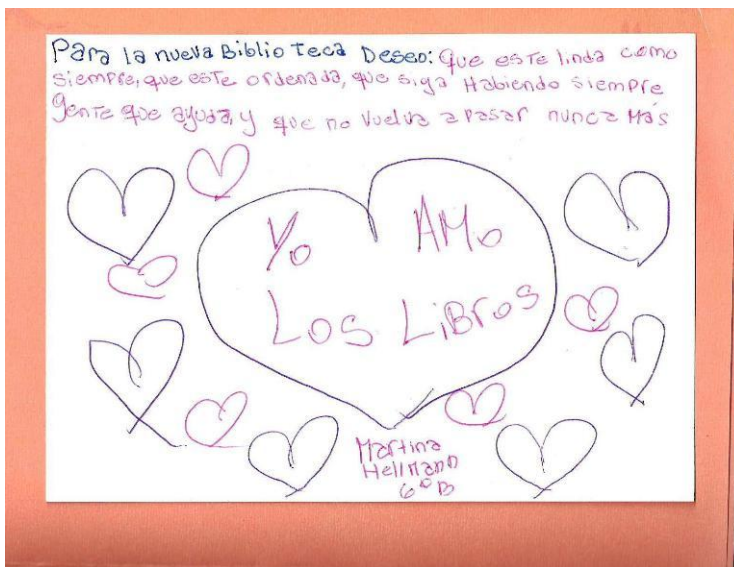 Para la nueva Biblio Teca Deseo: Que esTe linda como
siempre, que esTe ordenada, que siga Habiendo siempre
gente que ayuda, y que no vuelva a pasar nunca Más
Yo AMo
Los LiBros
Martina
Hellmann
6º B